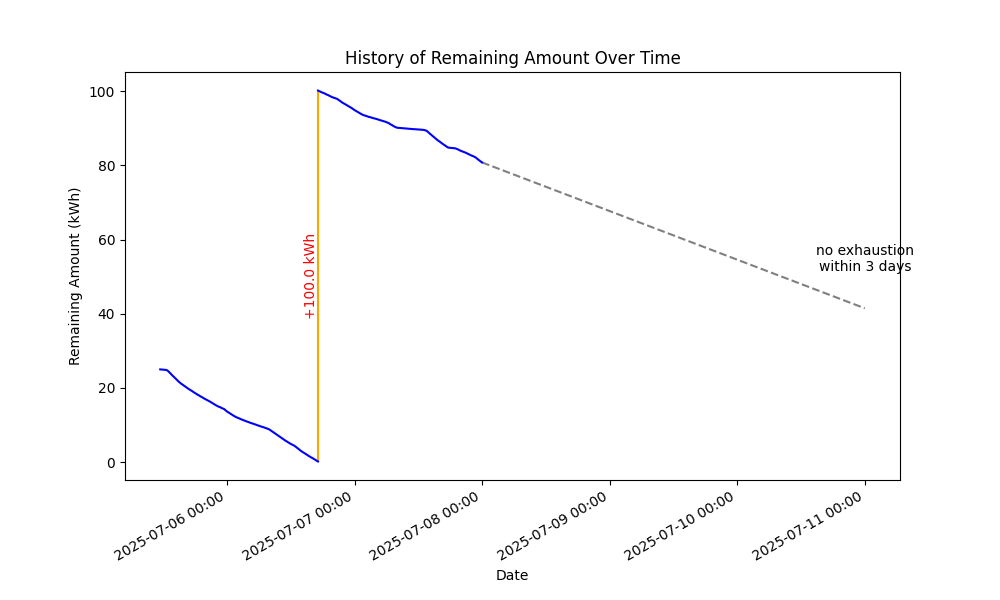 History of Remaining Amount Over Time
Remaining Amount (kWh)
100
80
60
40
20
0
+100.0 kWh
no exhaustion
within 3 days
2025-07-06 00:00
2025-07-07 00:00
2025-07-08 00:00
2025-07-09 00:00
2025-07-10 00:00
2025-07-11 00:00
Date